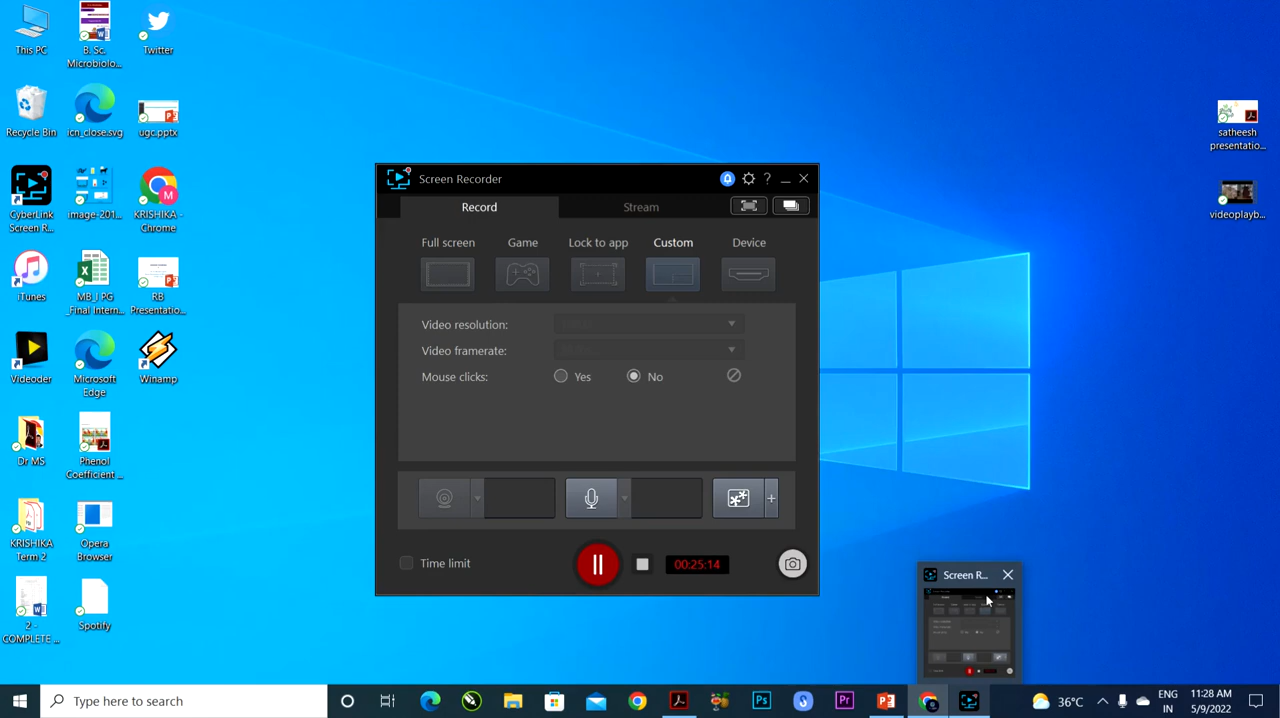 This PC
B. Sc.
Microbiolo...
Twitter
Recycle Bin
icn_close.svg
ugc.pptx
CyberLink
Screen R...
image-201...
KRISHIKA -
Chrome
iTunes
MB_I PG
_Final Intern...
RB
Presentatio...
Videoder
Microsoft
Edge
Winamp
Dr MS
Phenol
Coefficient ...
KRISHIKA
Term 2
Opera
Browser
2 -
COMPLETE ...
Spotify
satheesh
presentatio...
videoplayb...
Screen Recorder
Record
Stream
Full screen
Game
Lock to app
Custom
Device
Video resolution:
Video framerate:
Mouse clicks:
Yes
No
Time limit
00:25:14
Screen R...
Type here to search
36°C
ENG
IN
11:28 AM
5/9/2022